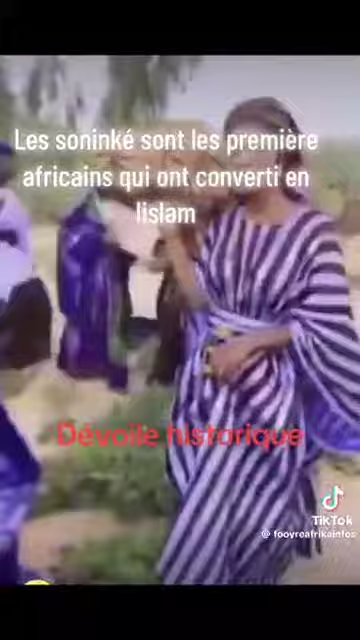 Les soninké sont les première
africains qui ont converti en
lislam
Dévoile historique
TikTok
@ fooyreafrikainfos